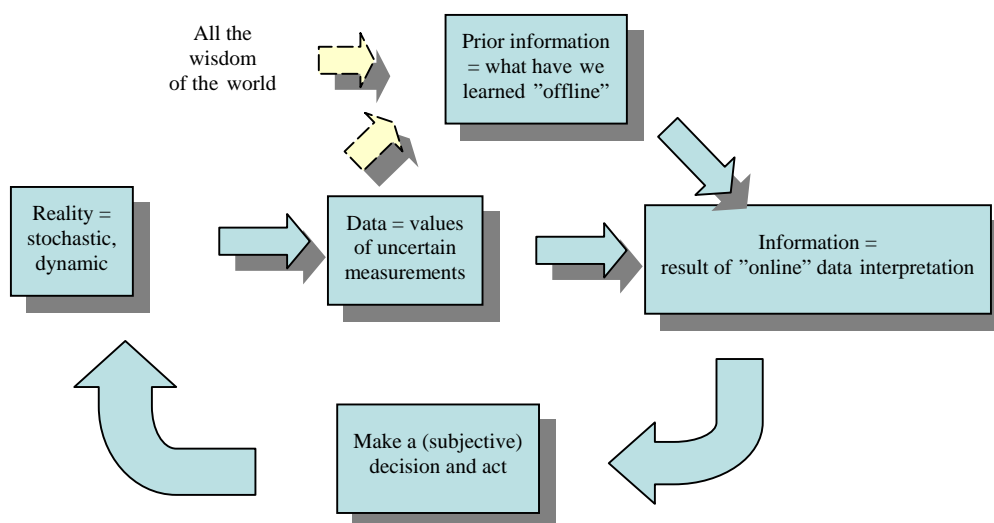 All the
wisdom
of the world
Prior information
= what have we
learned ”offline”
Reality =
stochastic,
dynamic
Data = values
of uncertain
measurements
Information =
result of ”online” data interpretation
Make a (subjective)
decision and act